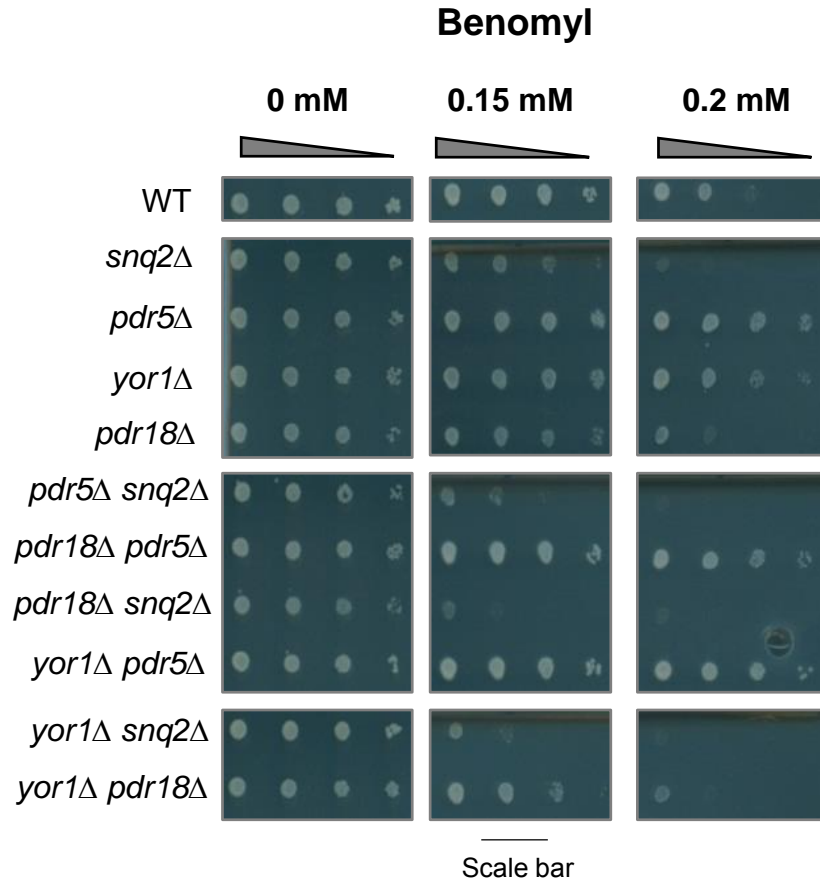 Benomyl
0 mM 0.15 mM 0.2 mM
WT
snq2Δ
pdr5Δ
yor1Δ
pdr18Δ
pdr5Δ snq2Δ
pdr18Δ pdr5Δ
pdr18Δ snq2Δ
yor1Δ pdr5Δ
yor1Δ snq2Δ
yor1Δ pdr18Δ
Scale bar